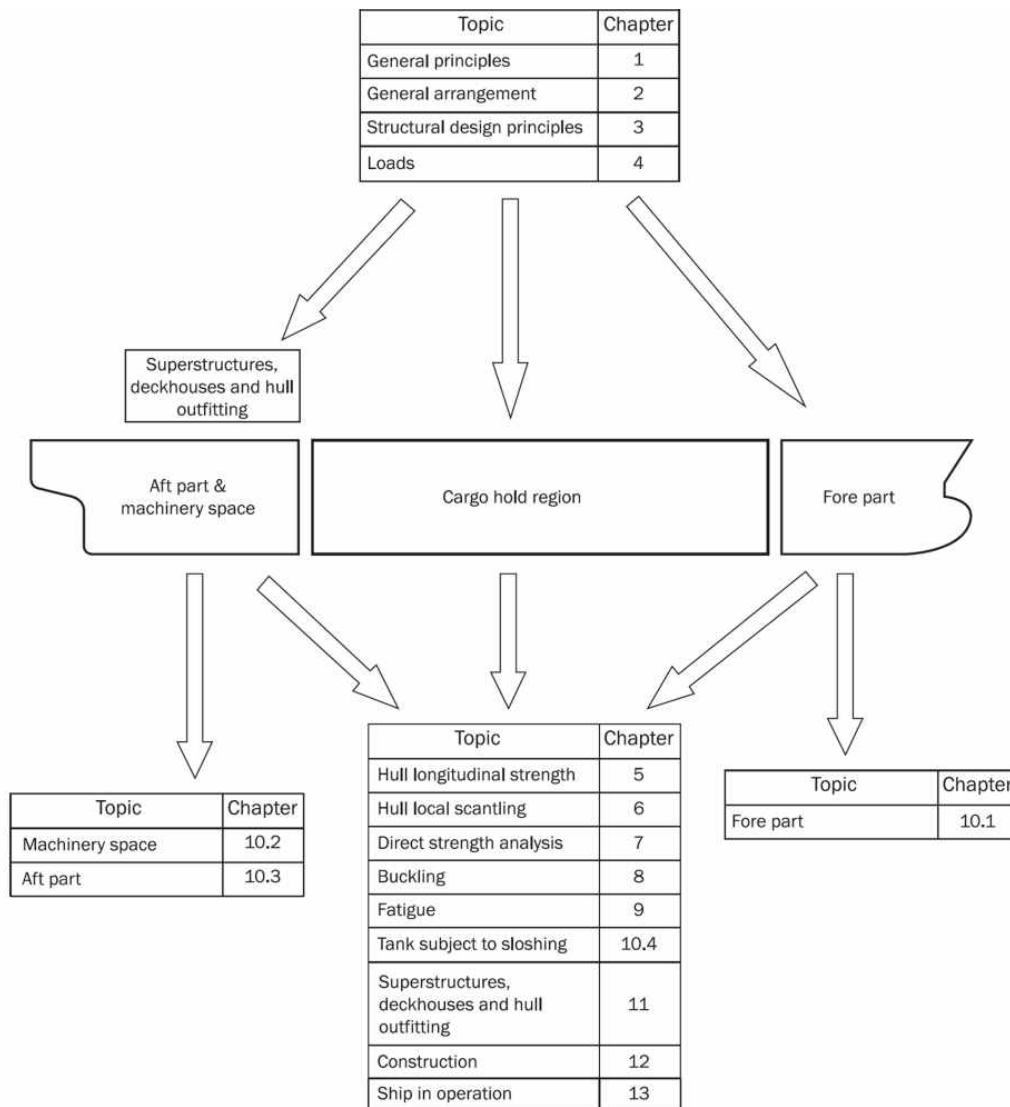 Topic Chapter
General principles 1
General arrangement 2
Structural design principles 3
Loads 4
Superstructures,
deckhouses and hull
outfitting
Aft part &
machinery space
Cargo hold region
Fore part
Topic Chapter
Machinery space 10.2
Aft part 10.3
Topic Chapter
Hull longitudinal strength 5
Hull local scantling 6
Direct strength analysis 7
Buckling 8
Fatigue 9
Tank subject to sloshing 10.4
Superstructures,
deckhouses and hull 11
outfitting
Construction 12
Ship in operation 13
Topic Chapter
Fore part 10.1